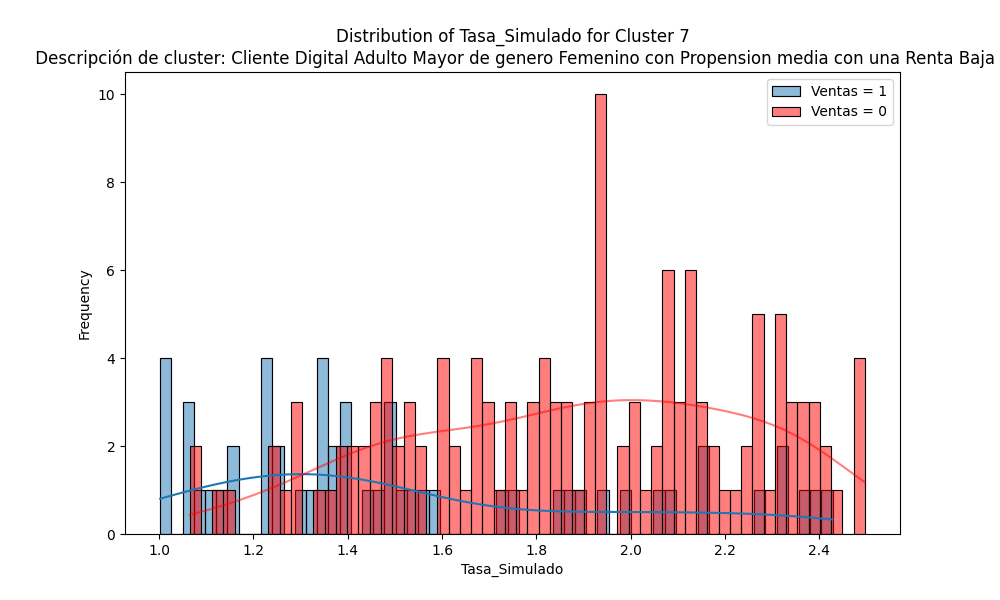 Distribution of Tasa_Simulado for Cluster 7
Descripción de cluster: Cliente Digital Adulto Mayor de genero Femenino con Propension media con una Renta Baja
Ventas = 1
Ventas = 0
10
8
6
4
2
0
Frequency
1.0 1.2 1.4 1.6 1.8 2.0 2.2 2.4
Tasa_Simulado